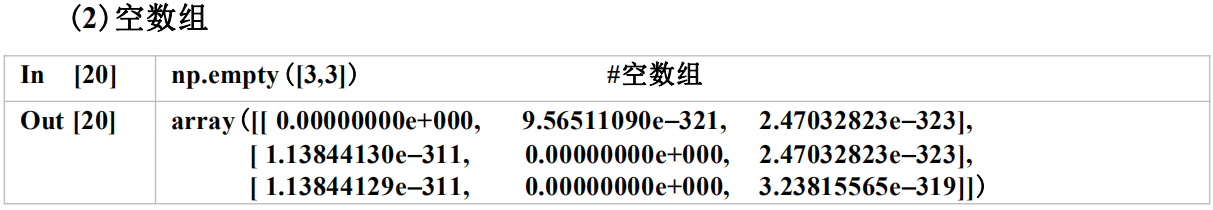 (2)空数组
In [20] np.empty([3,3]) #空数组
Out [20] array([[ 0.00000000e+000, 9.56511090e−321, 2.47032823e−323],
[ 1.13844130e−311, 0.00000000e+000, 2.47032823e−323],
[ 1.13844129e−311, 0.00000000e+000, 3.23815565e−319]])